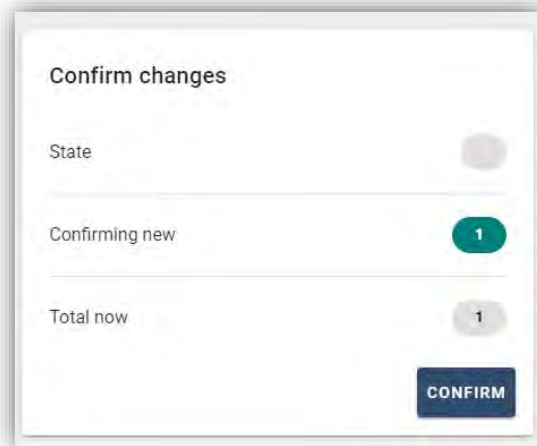 Confirm changes
State
Confirming new 1
Total now 1
CONFIRM